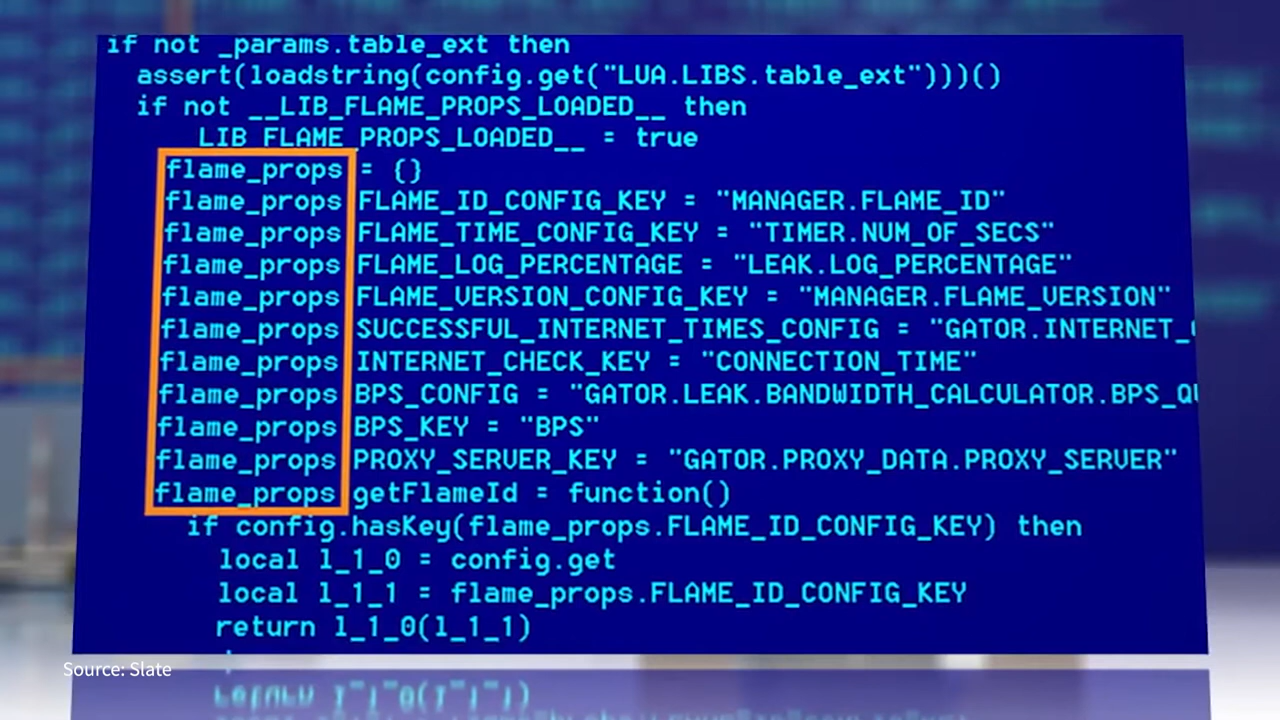 if not _params.table_ext then
assert(loadstring(config.get("LUA.LIBS.table_ext")))()
if not __LIB_FLAME_PROPS_LOADED__ then
LIB_FLAME_PROPS_LOADED__ = true
flame_props = {}
flame_props FLAME_ID_CONFIG_KEY = "MANAGER.FLAME_ID"
flame_props FLAME_TIME_CONFIG_KEY = "TIMER.NUM_OF_SECS"
flame_props FLAME_LOG_PERCENTAGE = "LEAK.LOG_PERCENTAGE"
flame_props FLAME_VERSION_CONFIG_KEY = "MANAGER.FLAME_VERSION"
flame_props SUCCESSFUL_INTERNET_TIMES_CONFIG = "GATOR.INTERNET_
flame_props INTERNET_CHECK_KEY = "CONNECTION_TIME"
flame_props BPS_CONFIG = "GATOR.LEAK.BANDWIDTH_CALCULATOR.BPS_QU
flame_props BPS_KEY = "BPS"
flame_props PROXY_SERVER_KEY = "GATOR.PROXY_DATA.PROXY_SERVER"
flame_props getFlameId = function()
if config.hasKey(flame_props.FLAME_ID_CONFIG_KEY) then
local l_1_0 = config.get
local l_1_1 = flame_props.FLAME_ID_CONFIG_KEY
return l_1_0(l_1_1)
Source: Slate